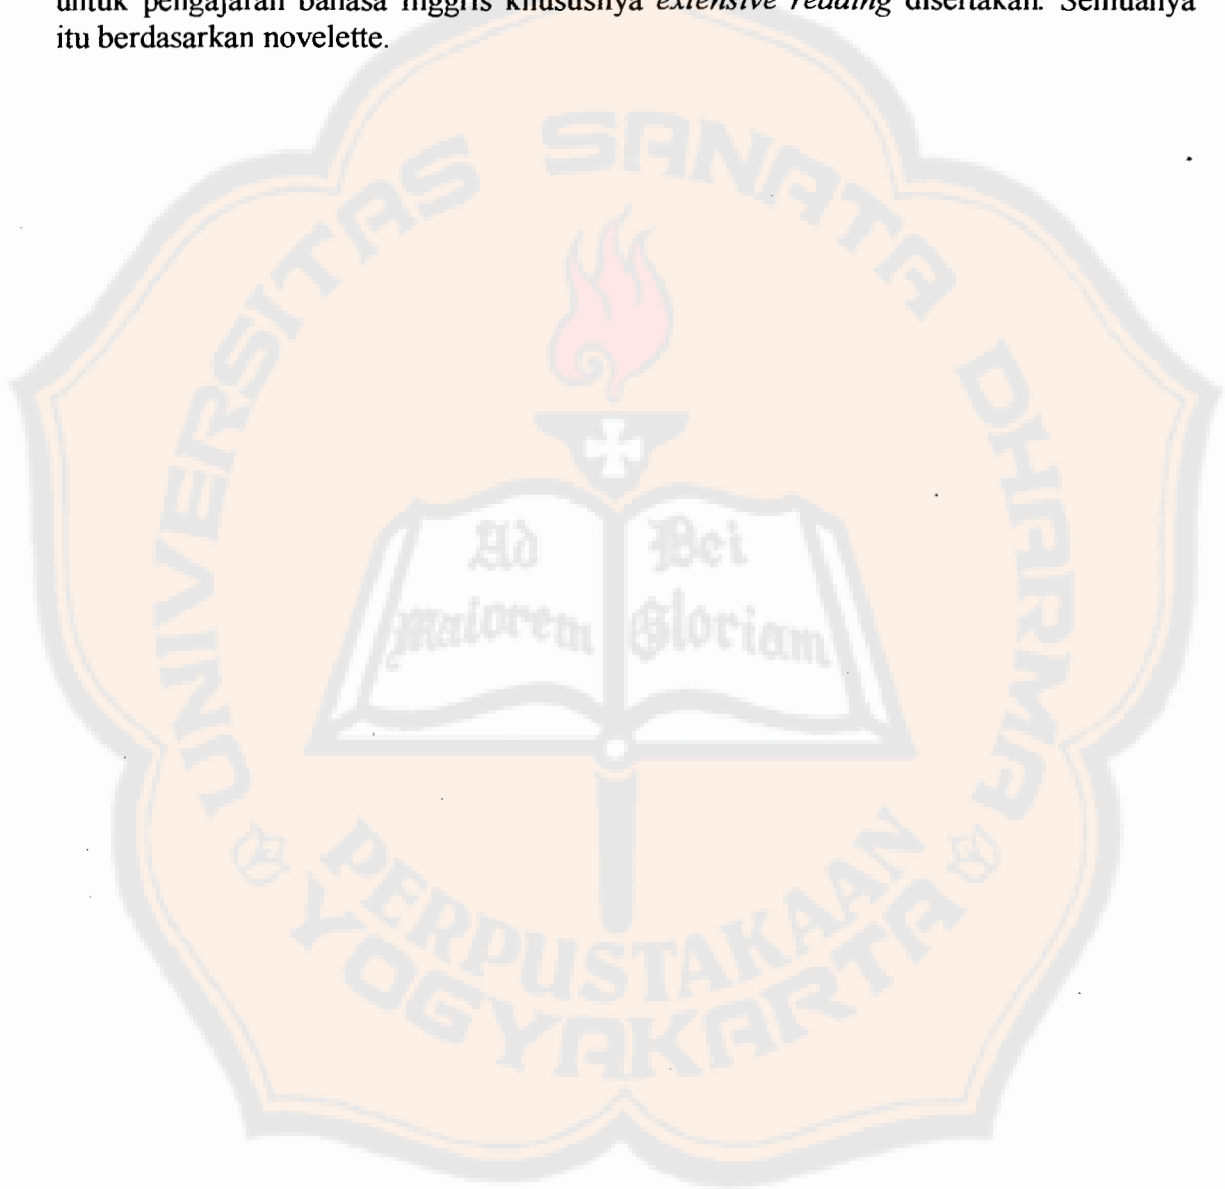 untuk pengajaran bahasa Inggris khususnya extensive reading disertakan. Semuanya
itu berdasarkan novelette.
UNIVERSITAS SANATA DHARMA
Ad Dei
Maiorem Gloriam
PERPUSTAKAAN
YOGYAKARTA